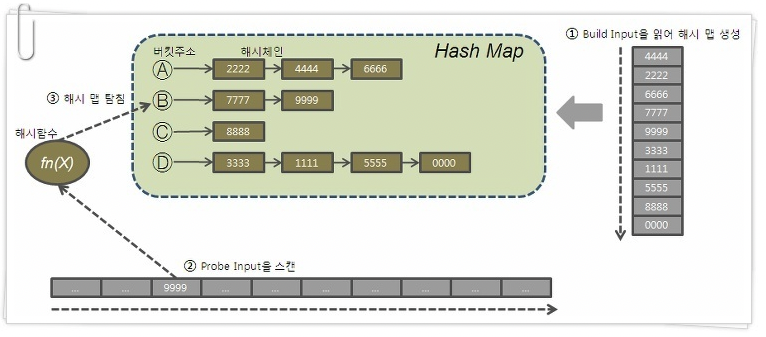 ① Build Input을 읽어 해시 맵 생성
4444
2222
6666
7777
9999
3333
1111
5555
8888
0000
Hash Map
버킷주소 해시체인
Ⓐ 2222 4444 6666
Ⓑ 7777 9999
Ⓒ 8888
Ⓓ 3333 1111 5555 0000
③ 해시 맵 탐침
해시함수
fn(X)
② Probe Input을 스캔
... ... 9999 ... ... ... ... ... ... ...